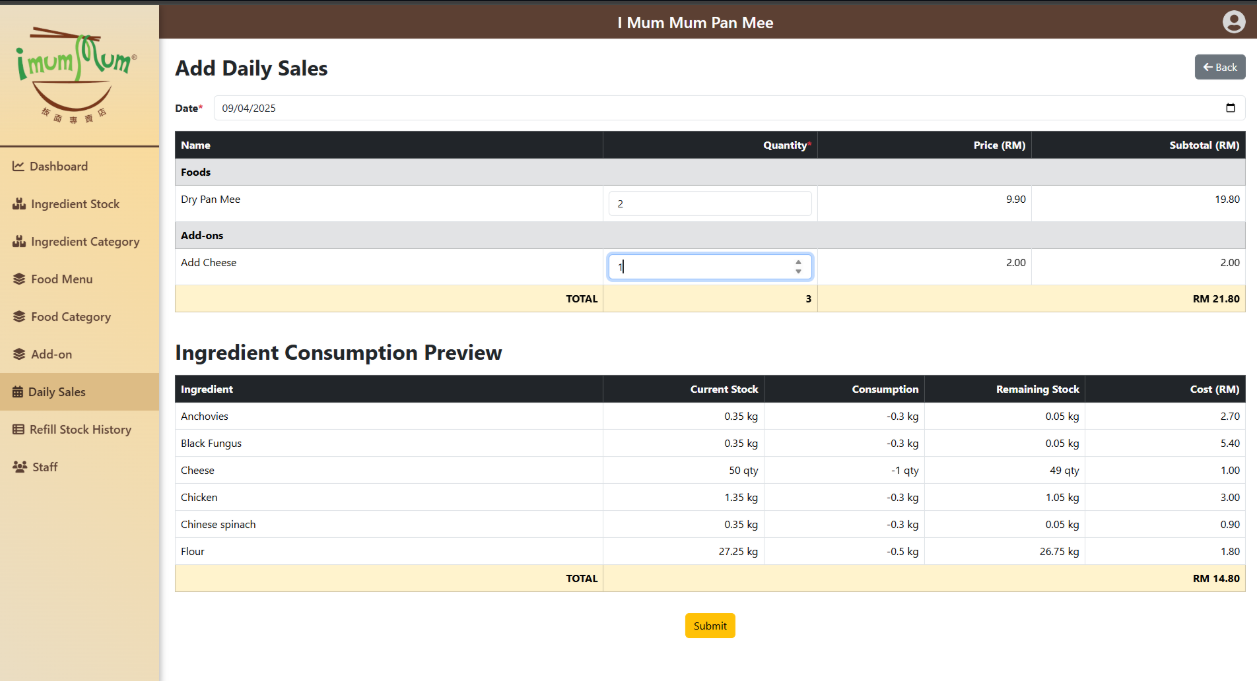 imum Mum®
板面專賣店
I Mum Mum Pan Mee
Dashboard
Ingredient Stock
Ingredient Category
Food Menu
Food Category
Add-on
Daily Sales
Refill Stock History
Staff
Add Daily Sales
Back
Date* 09/04/2025
Name Quantity* Price (RM) Subtotal (RM)
Foods
Dry Pan Mee 2 9.90 19.80
Add-ons
Add Cheese 1 2.00 2.00
TOTAL 3 RM 21.80
Ingredient Consumption Preview
Ingredient Current Stock Consumption Remaining Stock Cost (RM)
Anchovies 0.35 kg -0.3 kg 0.05 kg 2.70
Black Fungus 0.35 kg -0.3 kg 0.05 kg 5.40
Cheese 50 qty -1 qty 49 qty 1.00
Chicken 1.35 kg -0.3 kg 1.05 kg 3.00
Chinese spinach 0.35 kg -0.3 kg 0.05 kg 0.90
Flour 27.25 kg -0.5 kg 26.75 kg 1.80
TOTAL RM 14.80
Submit